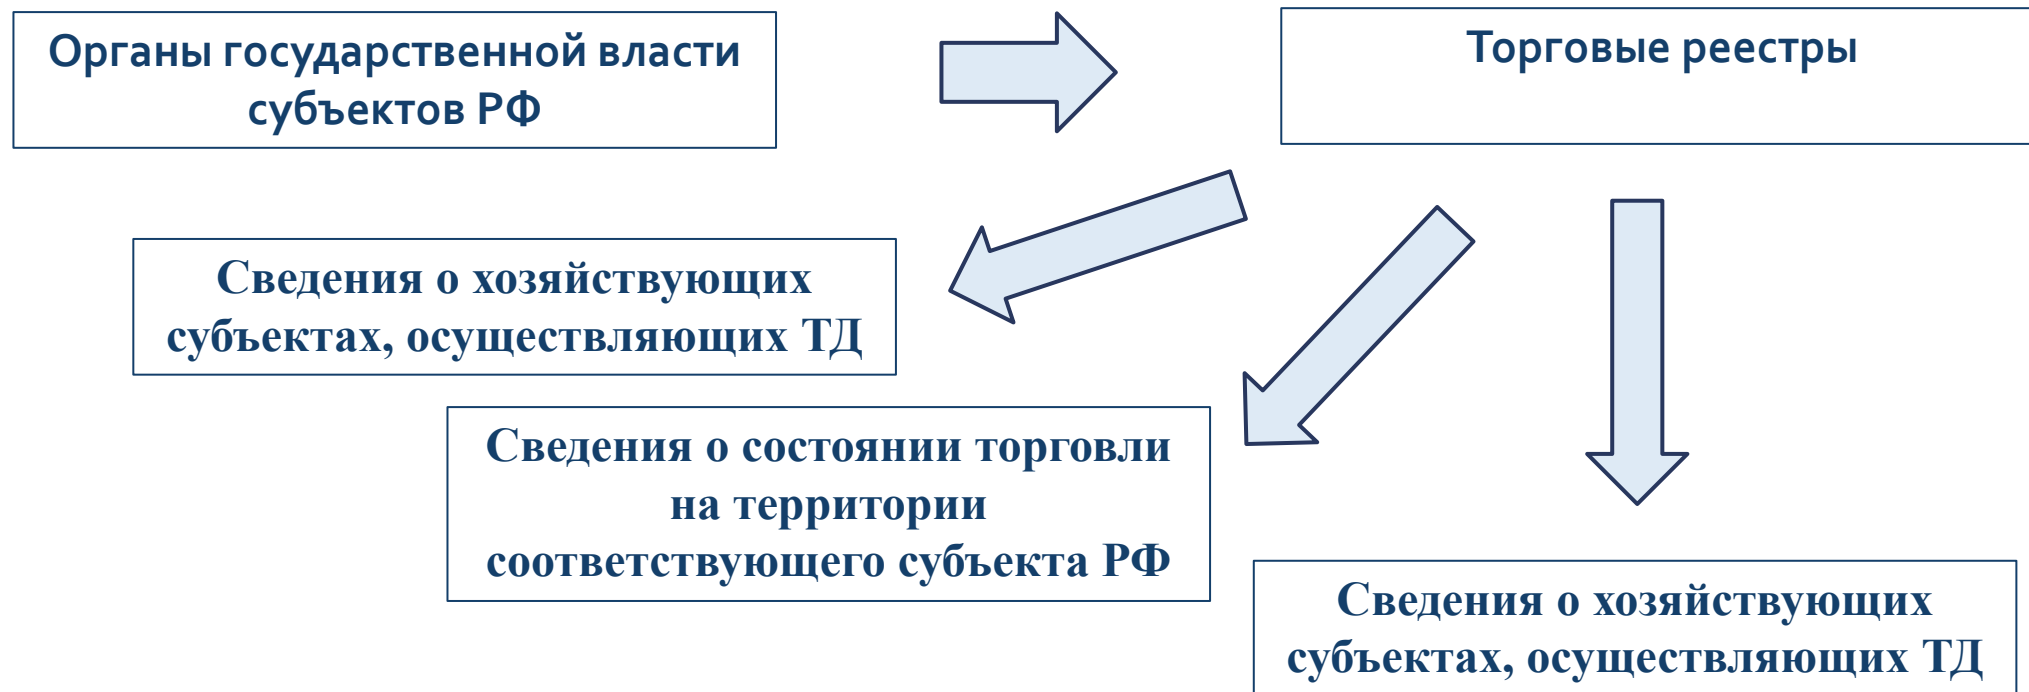 Органы государственной власти
субъектов РФ
Торговые реестры
Сведения о хозяйствующих
субъектах, осуществляющих ТД
Сведения о состоянии торговли
на территории
соответствующего субъекта РФ
Сведения о хозяйствующих
субъектах, осуществляющих ТД